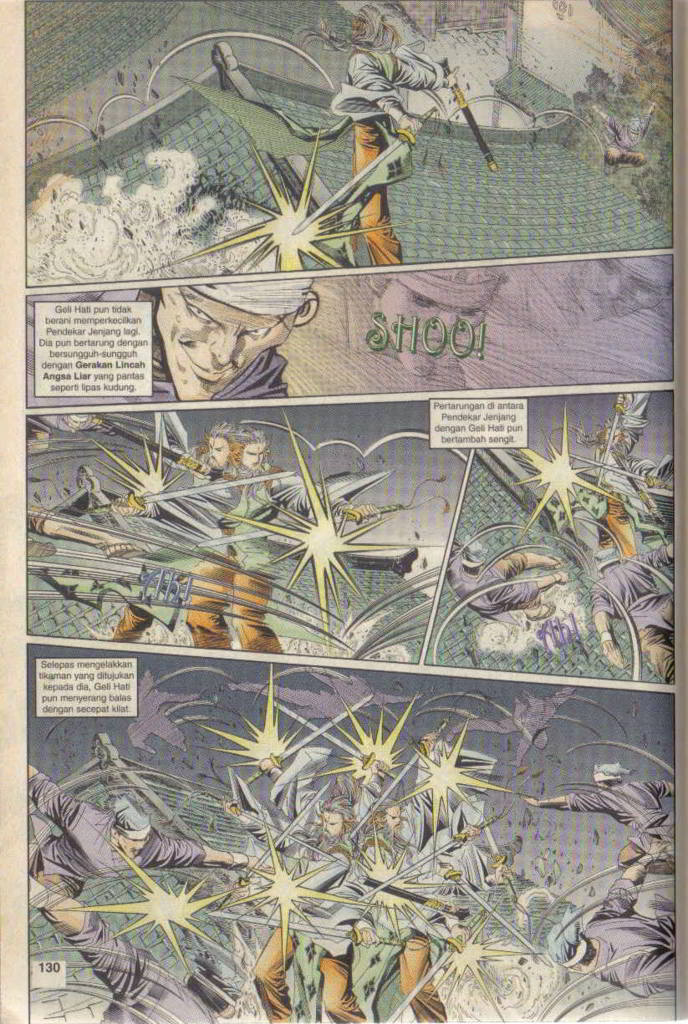 Geli Hati pun tidak
berani memperkecilkan
Pendekar Jenjang lagi.
Dia pun bertarung dengan
bersungguh-sungguh
dengan Gerakan Lincah
Angsa Liar yang pantas
seperti lipas kudung.
SHOO!
Pertarungan di antara
Pendekar Jenjang
dengan Geli Hati pun
bertambah sengit.
Ah!
Ah!
Selepas mengelakkan
tikaman yang ditujukan
kepada dia, Geli Hati
pun menyerang balas
dengan secepat kilat.
130